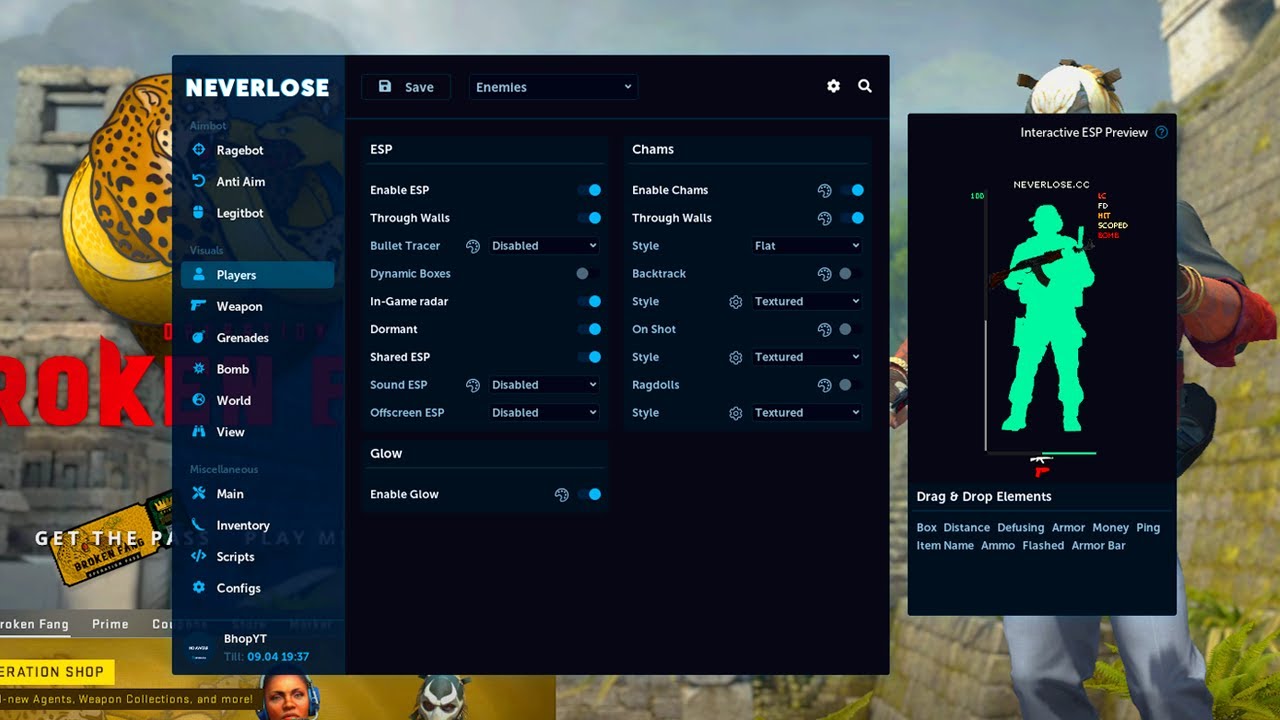 NEVERLOSE
Save
Enemies
Aimbot
Ragebot
Anti Aim
Legitbot
Visuals
Players
Weapon
Grenades
Bomb
World
View
Miscellaneous
Main
Inventory
Scripts
Configs
BhopYT
Till: 09.04 19:37
ESP
Enable ESP
Through Walls
Bullet Tracer Disabled
Dynamic Boxes
In-Game radar
Dormant
Shared ESP
Sound ESP Disabled
Offscreen ESP Disabled
Glow
Enable Glow
Chams
Enable Chams
Through Walls
Style Flat
Backtrack
Style Textured
On Shot
Style Textured
Ragdolls
Style Textured
Interactive ESP Preview ?
NEVERLOSE.CC
100
LC
FD
HIT
SCOPED
BOMB
Drag & Drop Elements
Box Distance Defusing Armor Money Ping
Item Name Ammo Flashed Armor Bar
GET THE PASS
BROKEN FANG
OPERATION PASS
roken Fang Prime
ERATION SHOP
l-new Agents, Weapon Collections, and more!